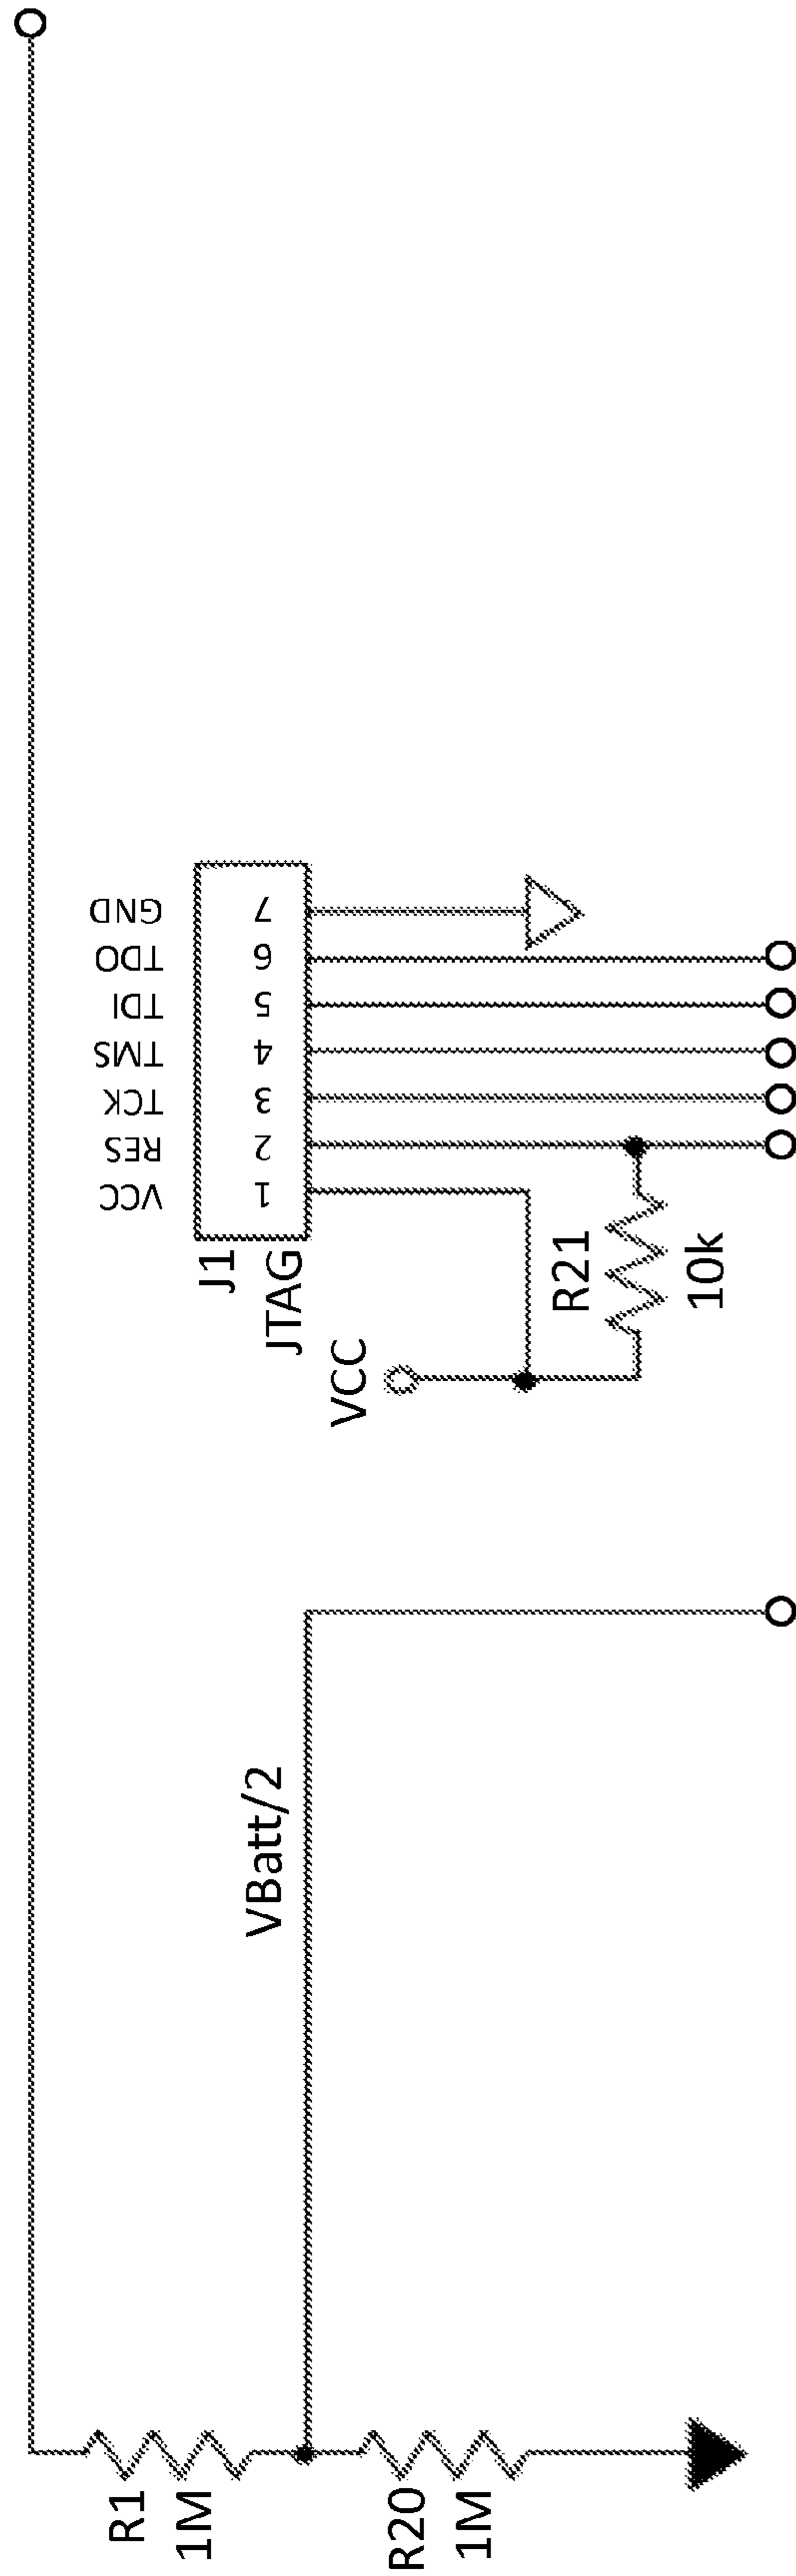 GND
TDO
TDI
TMS
TCK
RES
VCC
7
6
5
4
3
2
1
J1
JTAG
VCC
R21
10k
VBatt/2
R1
1M
R20
1M